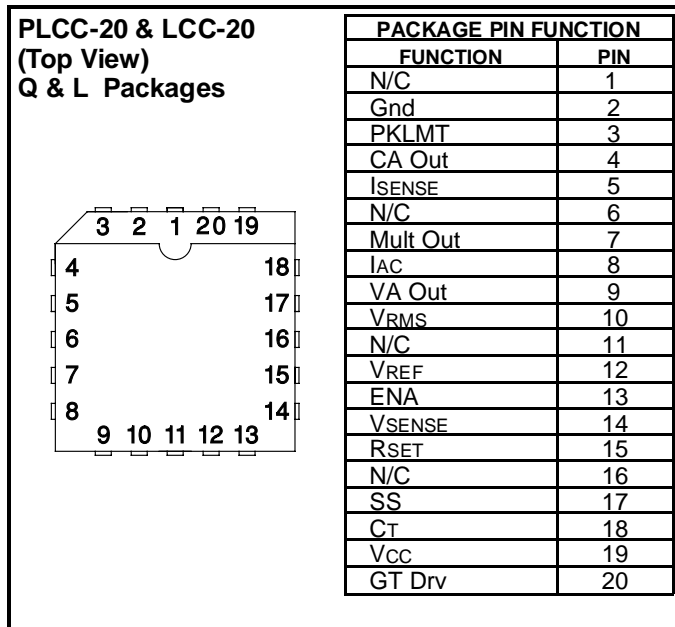 PLCC-20 & LCC-20
(Top View)
Q & L Packages
3 2 1 20 19
4 18
5 17
6 16
7 15
8 14
9 10 11 12 13
PACKAGE PIN FUNCTION
FUNCTION PIN
N/C 1
Gnd 2
PKLMT 3
CA Out 4
ISENSE 5
N/C 6
Mult Out 7
IAC 8
VA Out 9
VRMS 10
N/C 11
VREF 12
ENA 13
VSENSE 14
RSET 15
N/C 16
SS 17
CT 18
VCC 19
GT Drv 20